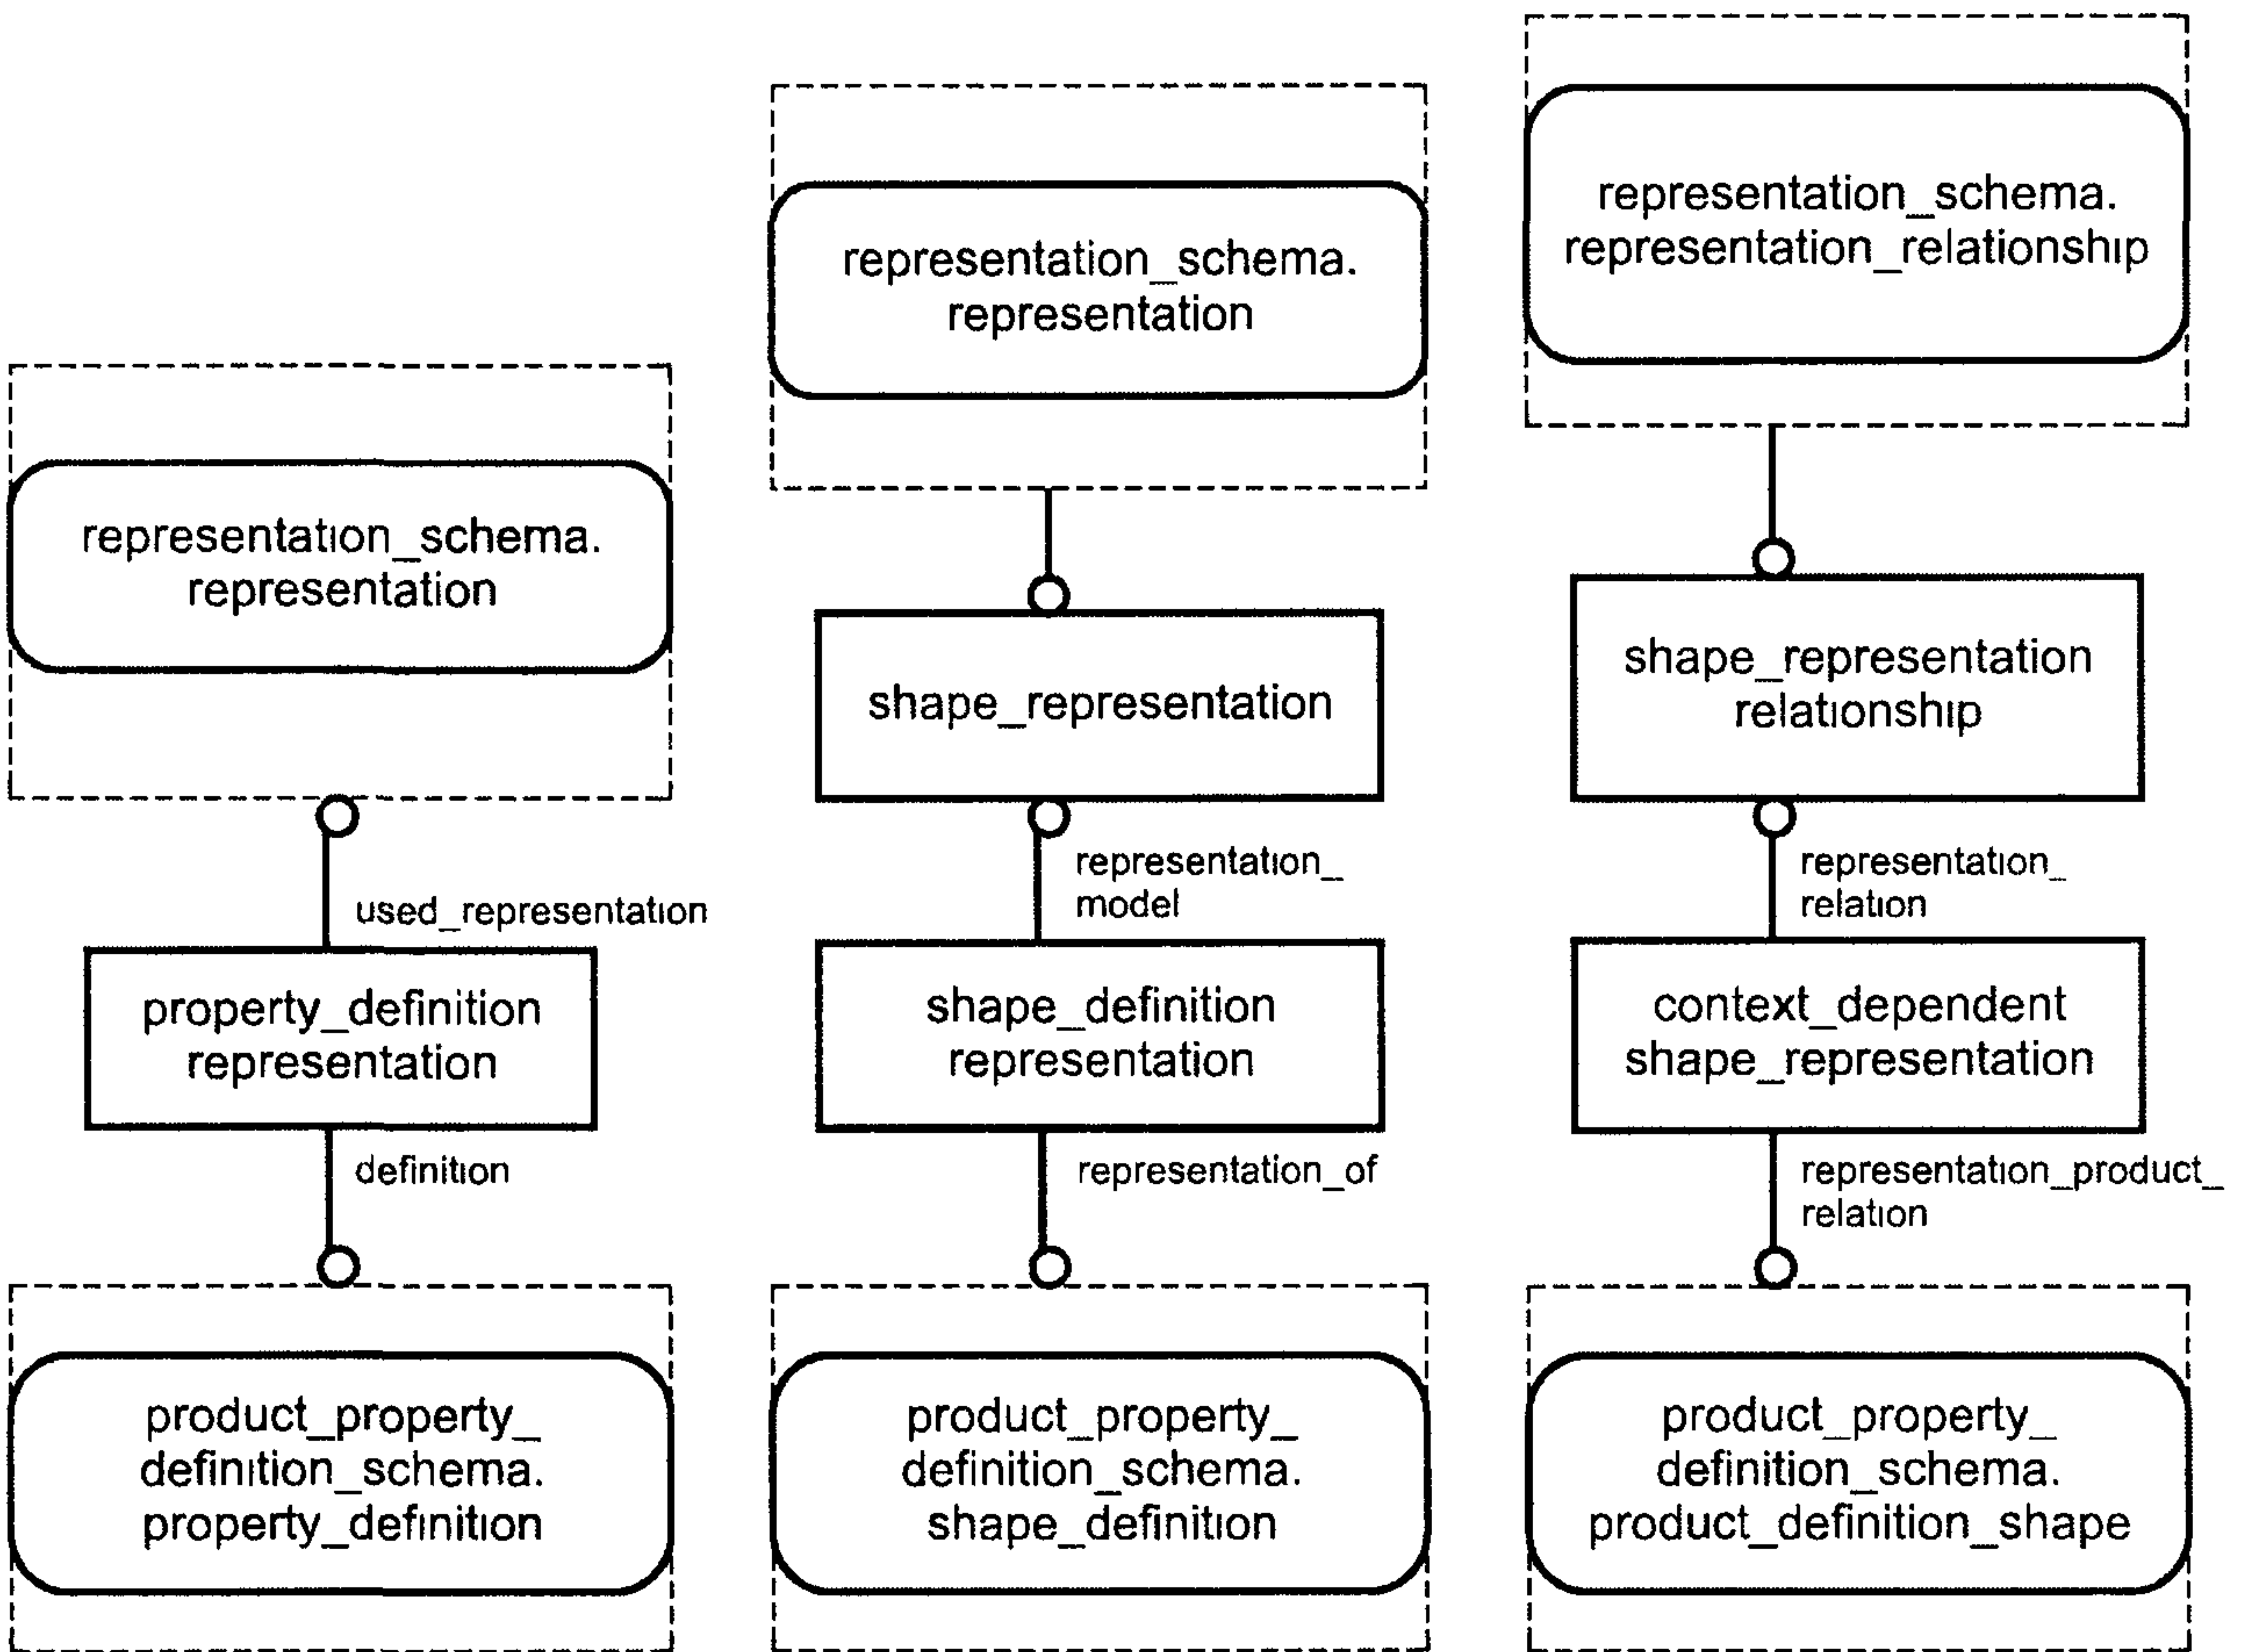 representation_schema.
representation
used_representation
property_definition
representation
definition
product_property_
definition_schema.
property_definition
representation_schema.
representation
shape_representation
representation_
model
shape_definition
representation
representation_of
product_property_
definition_schema.
shape_definition
representation_schema.
representation_relationship
shape_representation
relationship
representation_
relation
context_dependent
shape_representation
representation_product_
relation
product_property_
definition_schema.
product_definition_shape